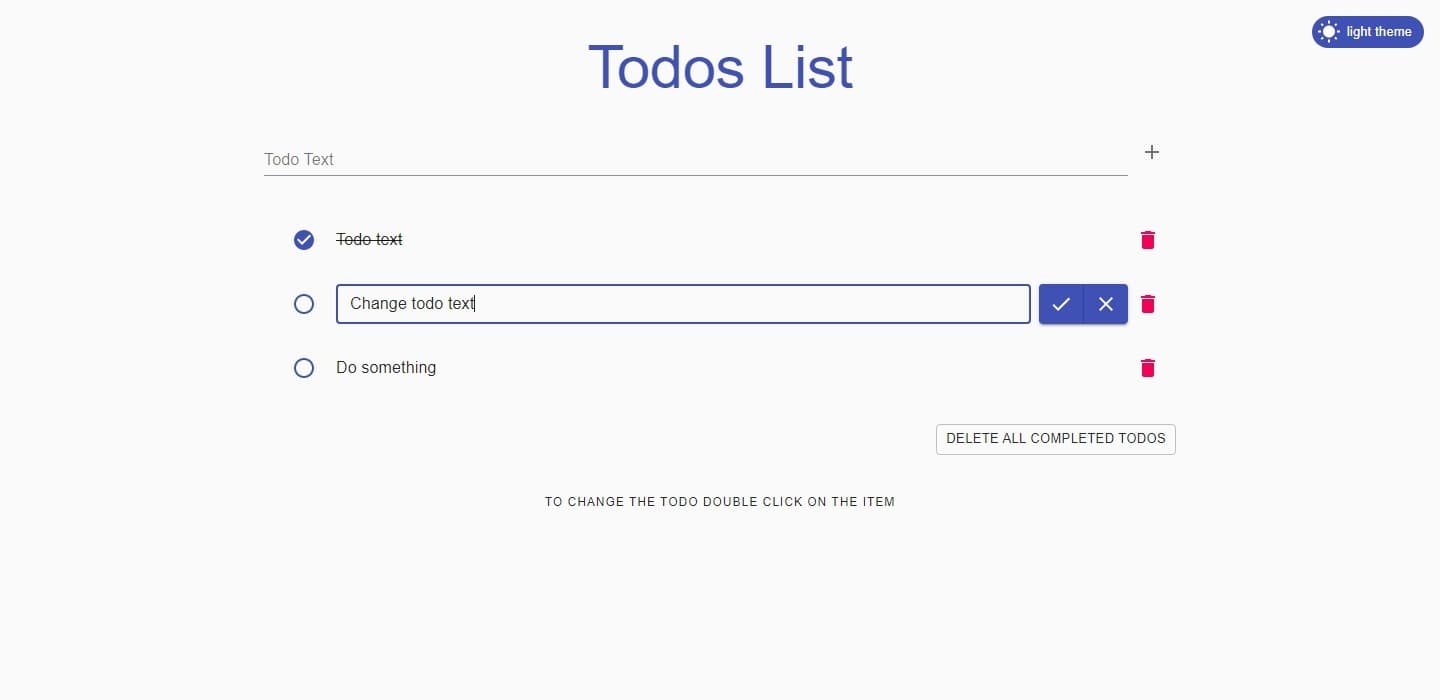 light theme
Todos List
Todo Text
Todo text
Change todo text
Do something
DELETE ALL COMPLETED TODOS
TO CHANGE THE TODO DOUBLE CLICK ON THE ITEM